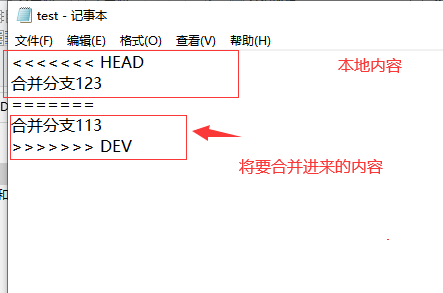 test - 记事本
文件(F) 编辑(E) 格式(O) 查看(V) 帮助(H)
<<<<<<< HEAD
本地内容
合并分支123
=======
合并分支113
>>>>>>> DEV
将要合并进来的内容